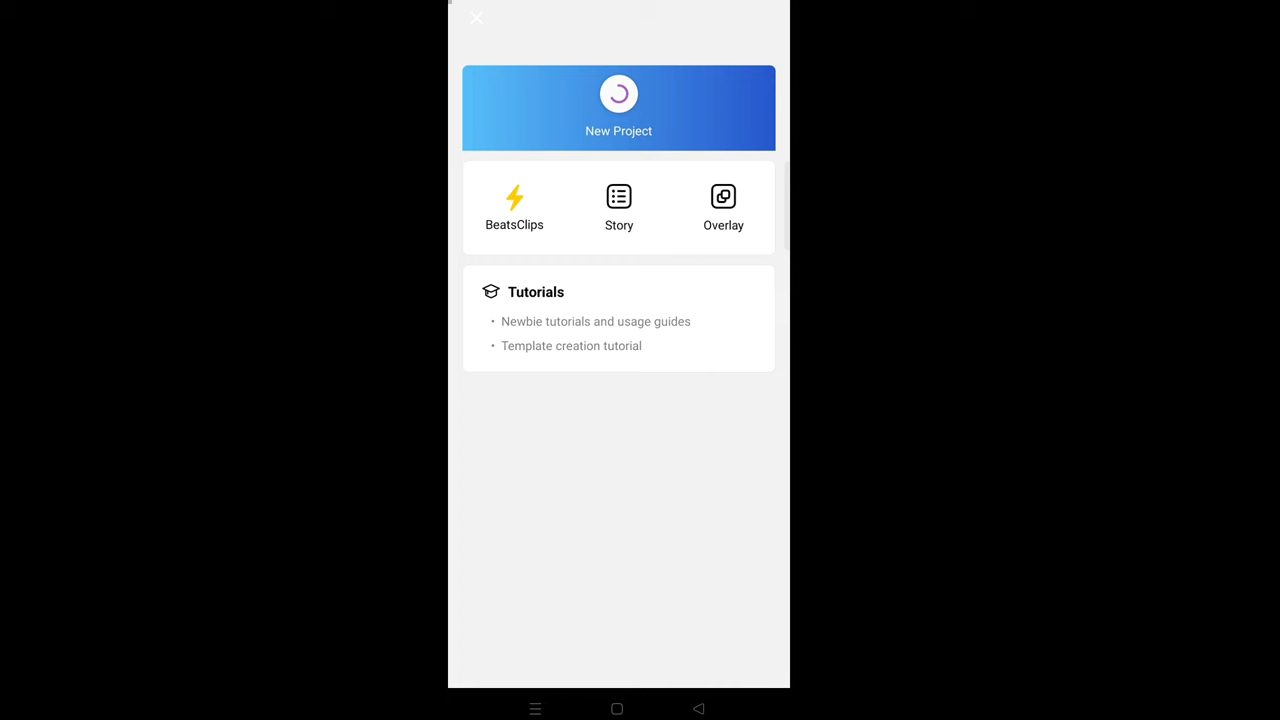 New Project
BeatsClips
Story
Overlay
Tutorials
• Newbie tutorials and usage guides
• Template creation tutorial